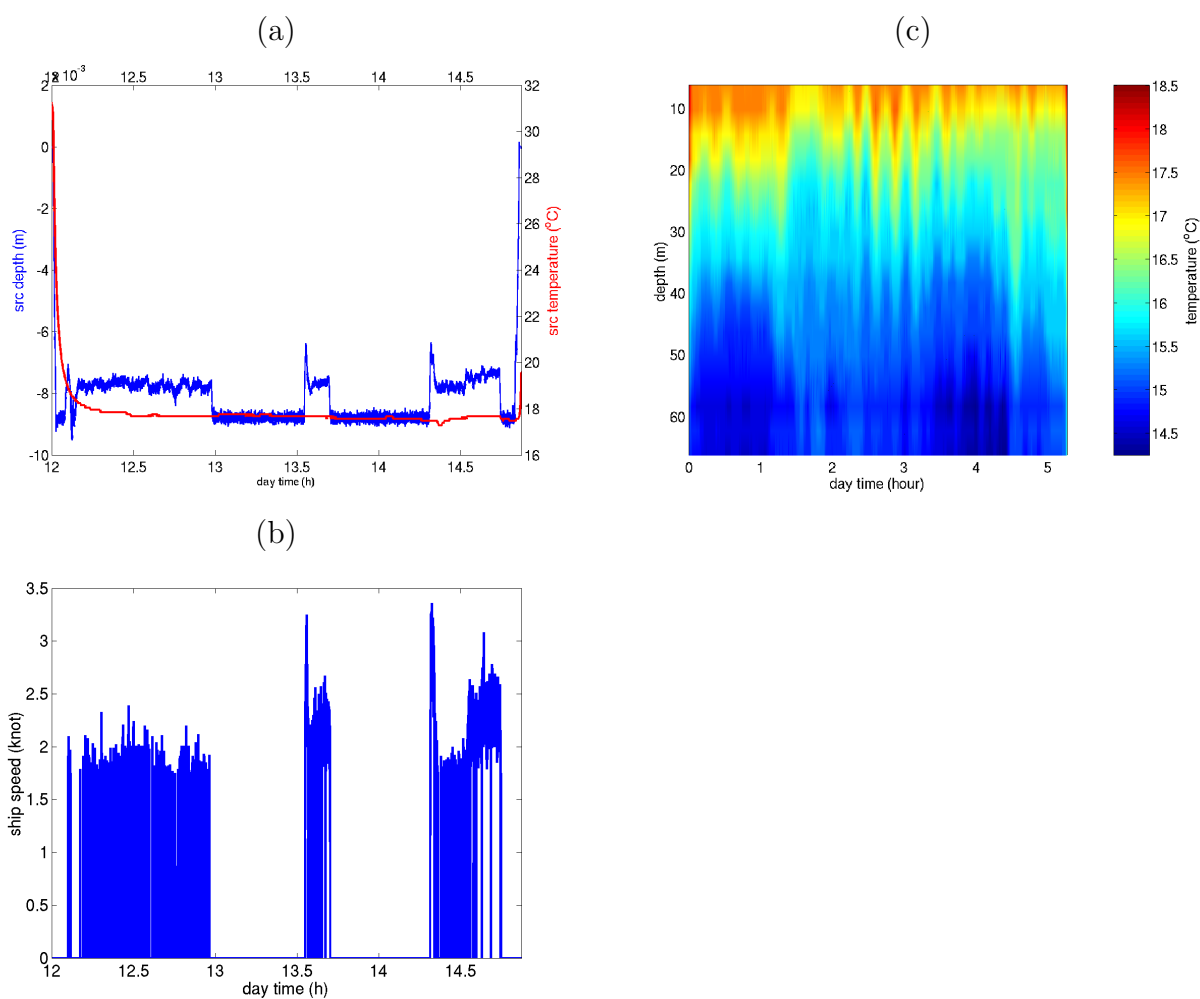 (a)
12 12.5 13 13.5 14 14.5
x 10⁻³
2
0
-2
-4
-6
-8
-10
src depth (m)
32
30
28
26
24
22
20
18
16
src temperature (°C)
12 12.5 13 13.5 14 14.5
day time (h)
(c)
10
20
30
40
50
60
depth (m)
0 1 2 3 4 5
day time (hour)
18.5
18
17.5
17
16.5
16
15.5
15
14.5
temperature (°C)
(b)
3.5
3
2.5
2
1.5
1
0.5
0
ship speed (knot)
12 12.5 13 13.5 14 14.5
day time (h)